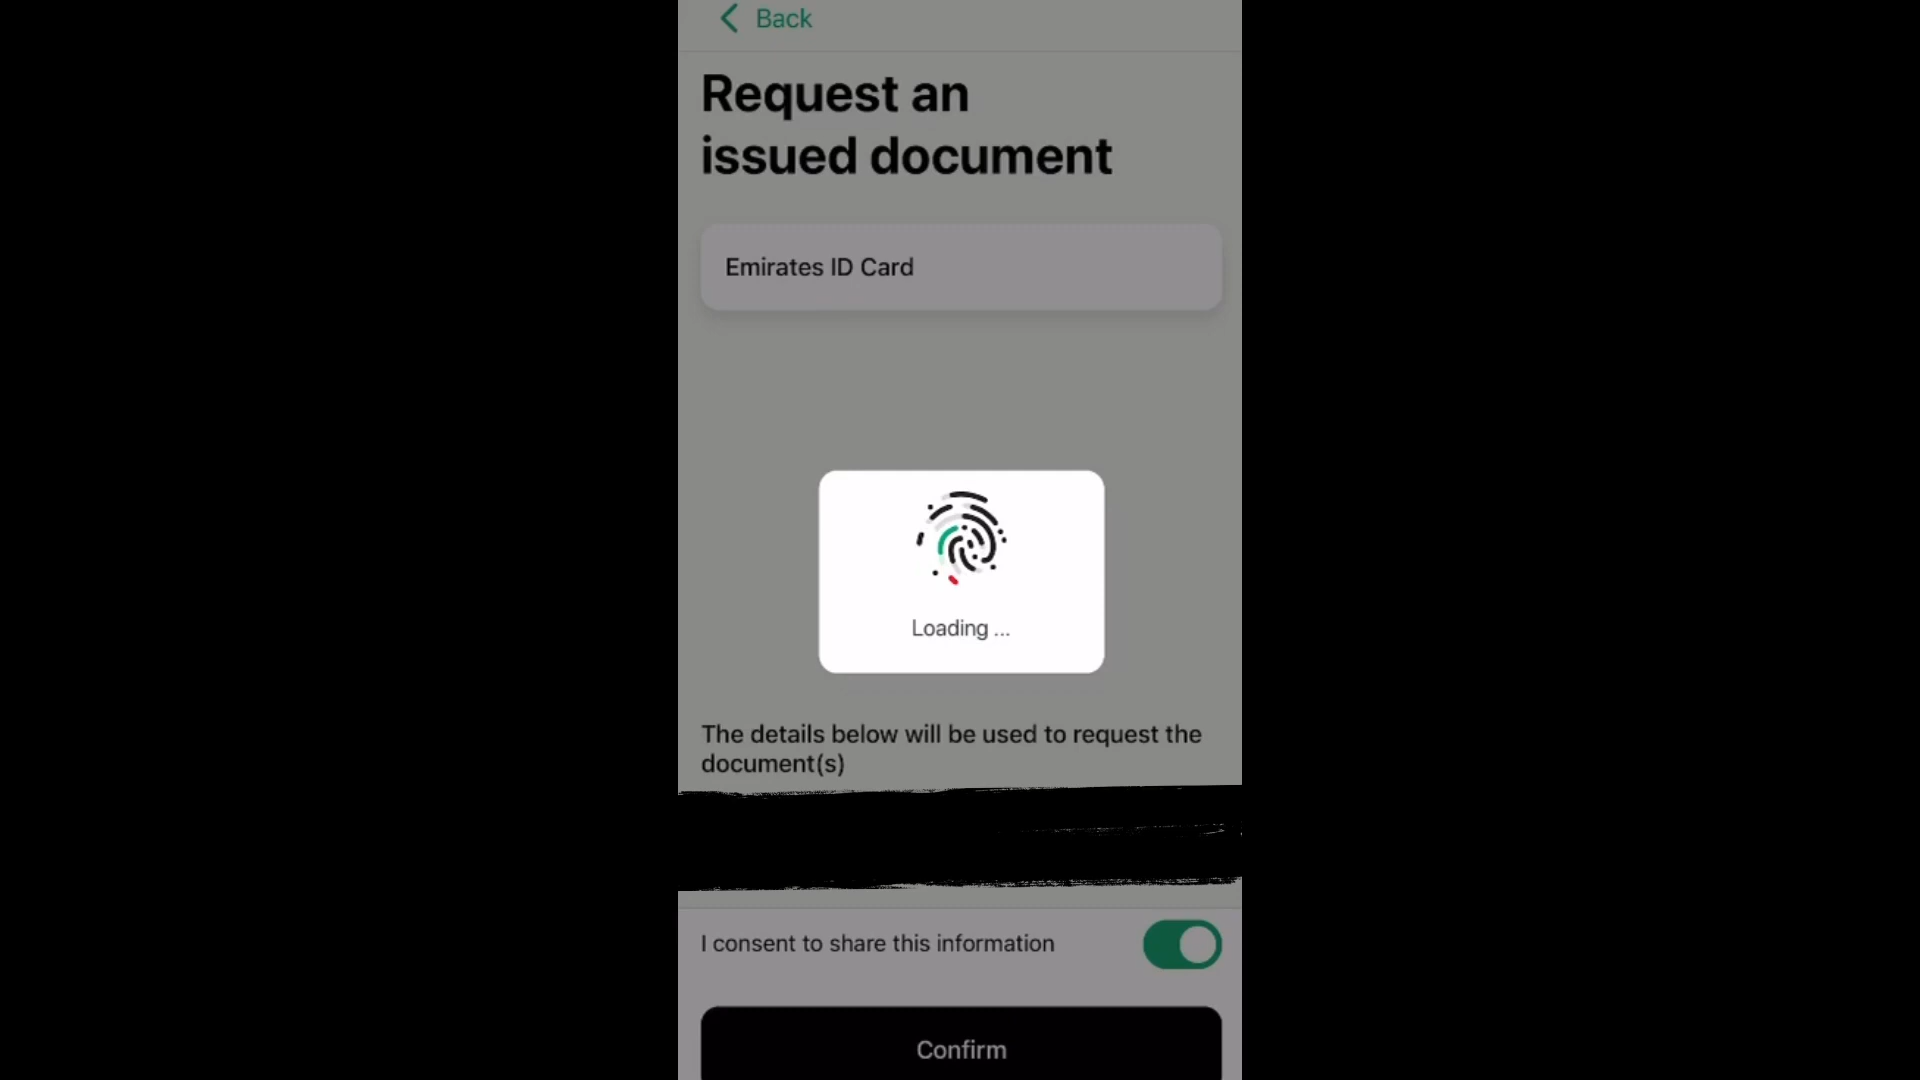 Back
Request an
issued document
Emirates ID Card
Loading ...
The details below will be used to request the
document(s)
I consent to share this information
Confirm